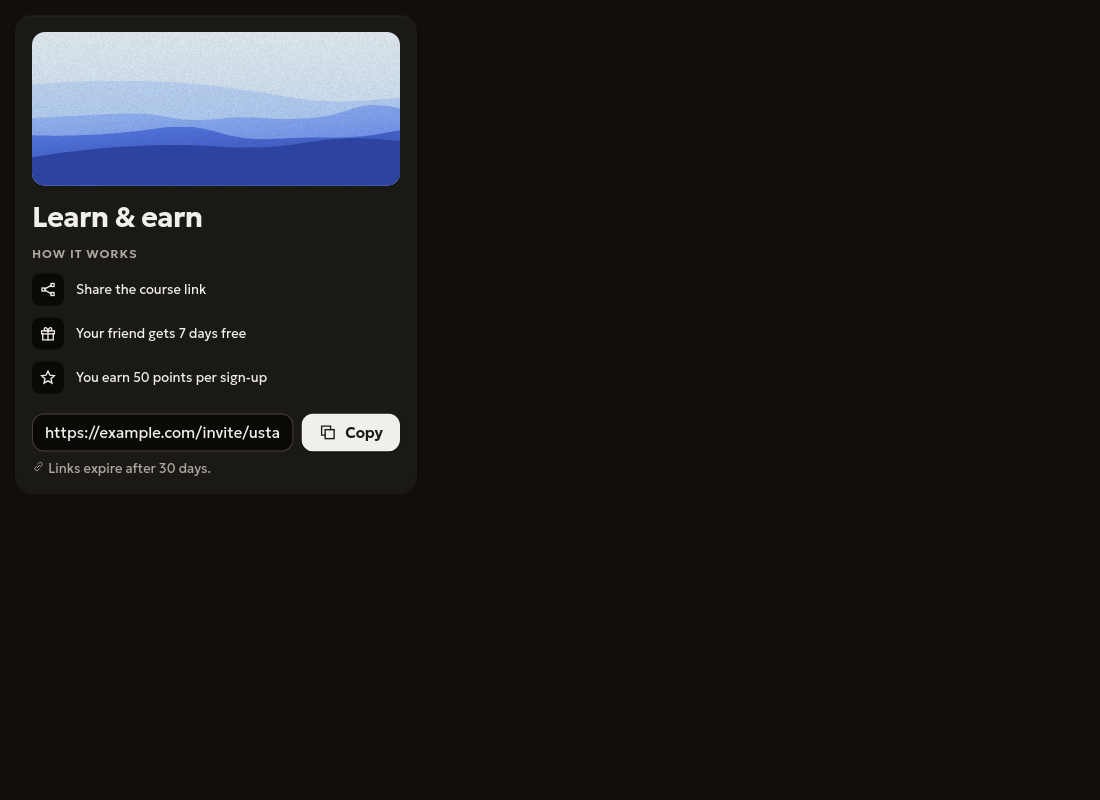 Learn & earn
HOW IT WORKS
Share the course link
Your friend gets 7 days free
You earn 50 points per sign-up
https://example.com/invite/usta
Copy
Links expire after 30 days.